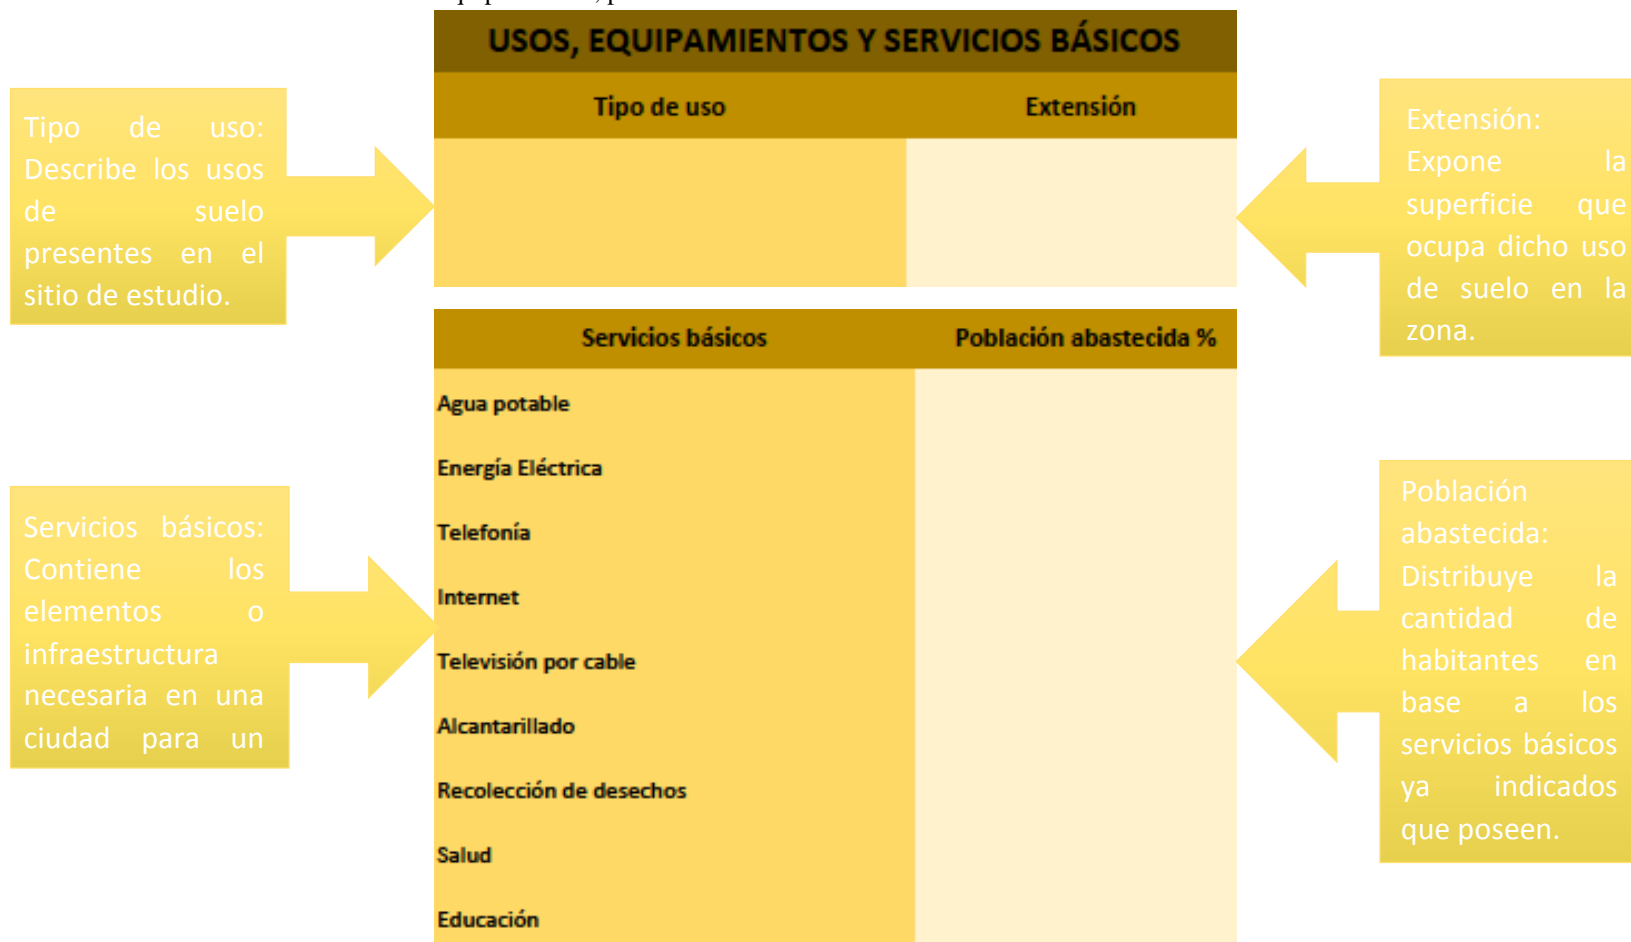 USOS, EQUIPAMIENTOS Y SERVICIOS BÁSICOS
Tipo de uso Extensión
Tipo de uso:
Describe los usos
de suelo
presentes en el
sitio de estudio.
Extensión:
Expone la
superficie que
ocupa dicho uso
de suelo en la
zona.
Servicios básicos Población abastecida %
Agua potable
Energía Eléctrica
Telefonía
Internet
Televisión por cable
Alcantarillado
Recolección de desechos
Salud
Educación
Servicios básicos:
Contiene los
elementos o
infraestructura
necesaria en una
ciudad para un
Población
abastecida:
Distribuye la
cantidad de
habitantes en
base a los
servicios básicos
ya indicados
que poseen.